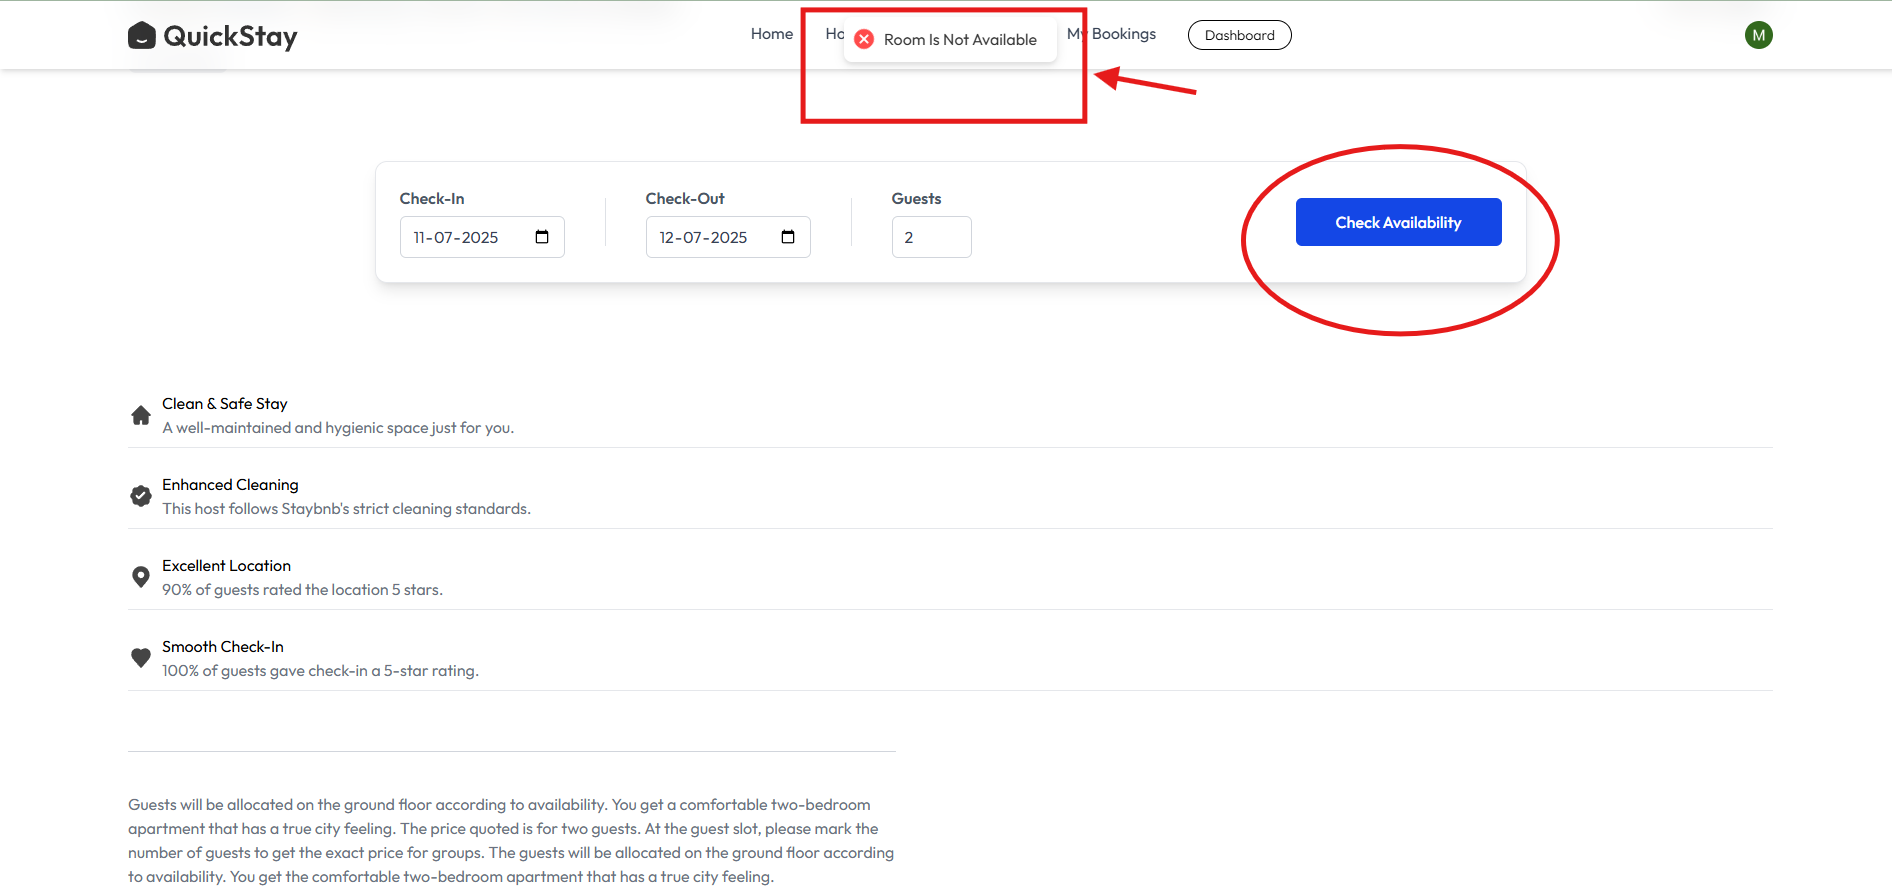 QuickStay
Home
Ho
Room Is Not Available
My Bookings
Dashboard
M
Check-In
Check-Out
Guests
11-07-2025
12-07-2025
2
Check Availability
Clean & Safe Stay
A well-maintained and hygienic space just for you.
Enhanced Cleaning
This host follows Staybnb's strict cleaning standards.
Excellent Location
90% of guests rated the location 5 stars.
Smooth Check-In
100% of guests gave check-in a 5-star rating.
Guests will be allocated on the ground floor according to availability. You get a comfortable two-bedroom
apartment that has a true city feeling. The price quoted is for two guests. At the guest slot, please mark the
number of guests to get the exact price for groups. The guests will be allocated on the ground floor according
to availability. You get the comfortable two-bedroom apartment that has a true city feeling.